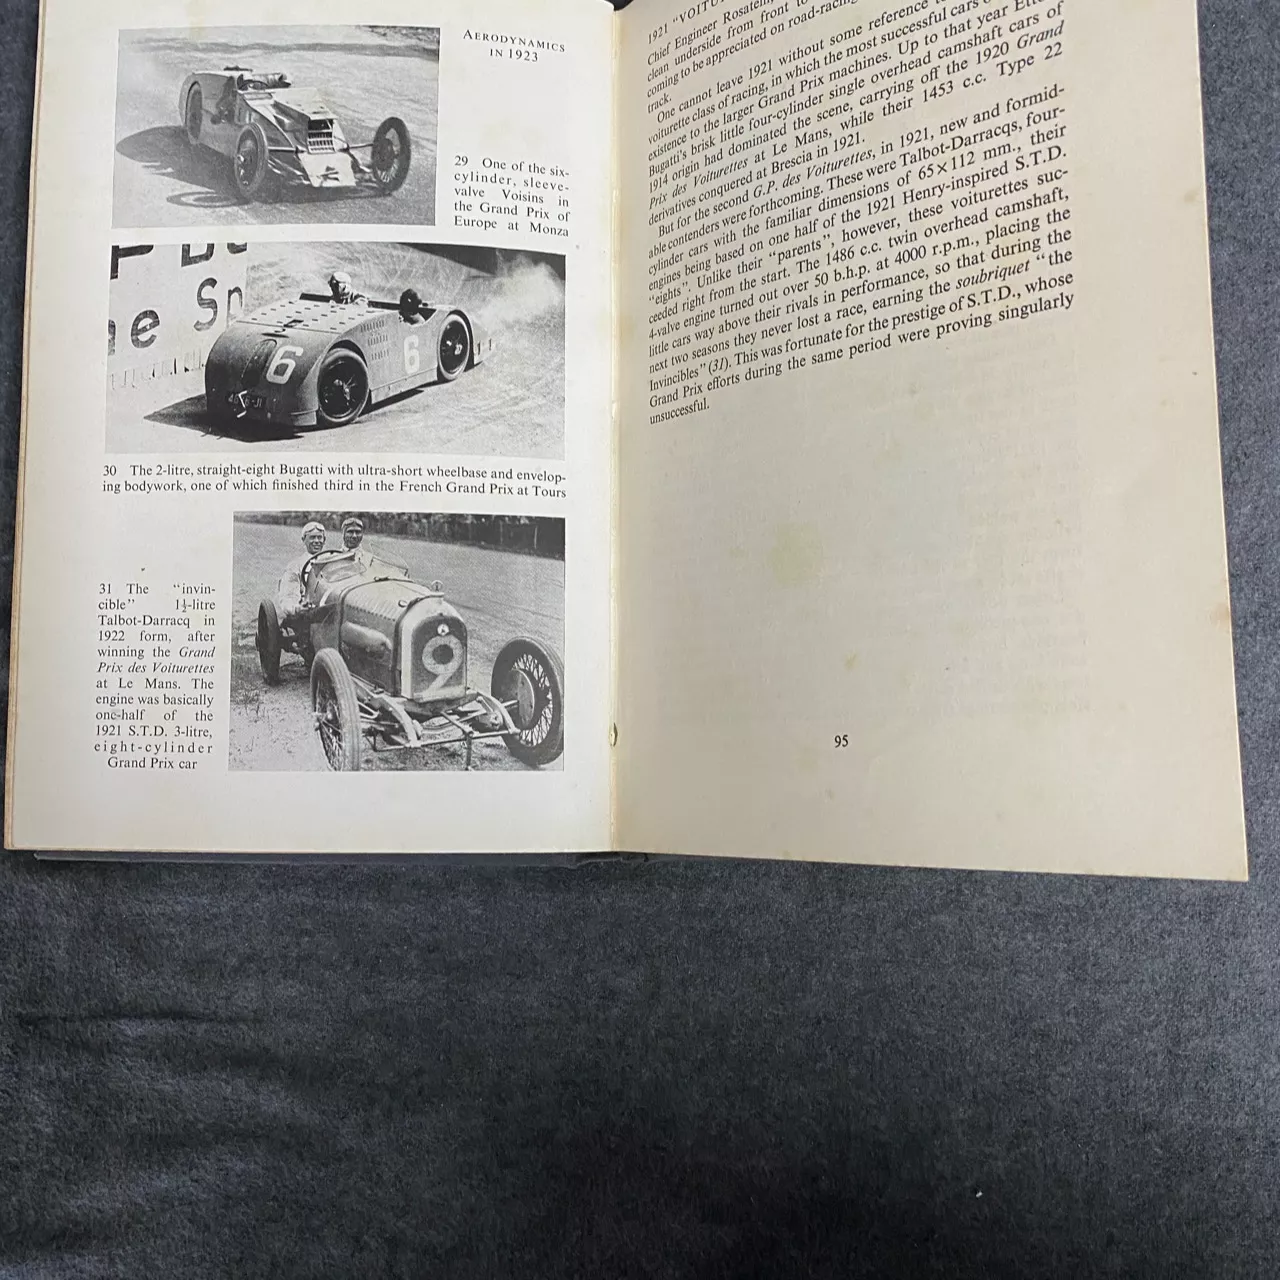 AERODYNAMICS
IN 1923
29 One of the six-
cylinder, sleeve-
valve Voisins in
the Grand Prix of
Europe at Monza
6
6
30 The 2-litre, straight-eight Bugatti with ultra-short wheelbase and envelop-
ing bodywork, one of which finished third in the French Grand Prix at Tours
31 The "invin-
cible" 1½-litre
Talbot-Darracq in
1922 form, after
winning the Grand
Prix des Voiturettes
at Le Mans. The
engine was basically
one-half of the
1921 S.T.D. 3-litre,
eight-cylinder
Grand Prix car
9
1921
Chief Engineer
clean underside from front to
coming to be appreciated on road-racing
track.
One cannot leave 1921 without some reference
voiturette class of racing, in which the most successful cars
existence to the larger Grand Prix machines. Up to that year
Bugatti's brisk little four-cylinder single overhead camshaft cars of
1914 origin had dominated the scene, carrying off the 1920 Grand
Prix des Voiturettes at Le Mans, while their 1453 c.c. Type 22
derivatives conquered at Brescia in 1921.
But for the second G.P. des Voiturettes, in 1921, new and formid-
able contenders were forthcoming. These were Talbot-Darracqs, four-
cylinder cars with the familiar dimensions of 65×112 mm., their
engines being based on one half of the 1921 Henry-inspired S.T.D.
"eights". Unlike their "parents", however, these voiturettes suc-
ceeded right from the start. The 1486 c.c. twin overhead camshaft,
4-valve engine turned out over 50 b.h.p. at 4000 r.p.m., placing the
little cars way above their rivals in performance, so that during the
next two seasons they never lost a race, earning the soubriquet "the
Invincibles" (31). This was fortunate for the prestige of S.T.D., whose
Grand Prix efforts during the same period were proving singularly
unsuccessful.
95